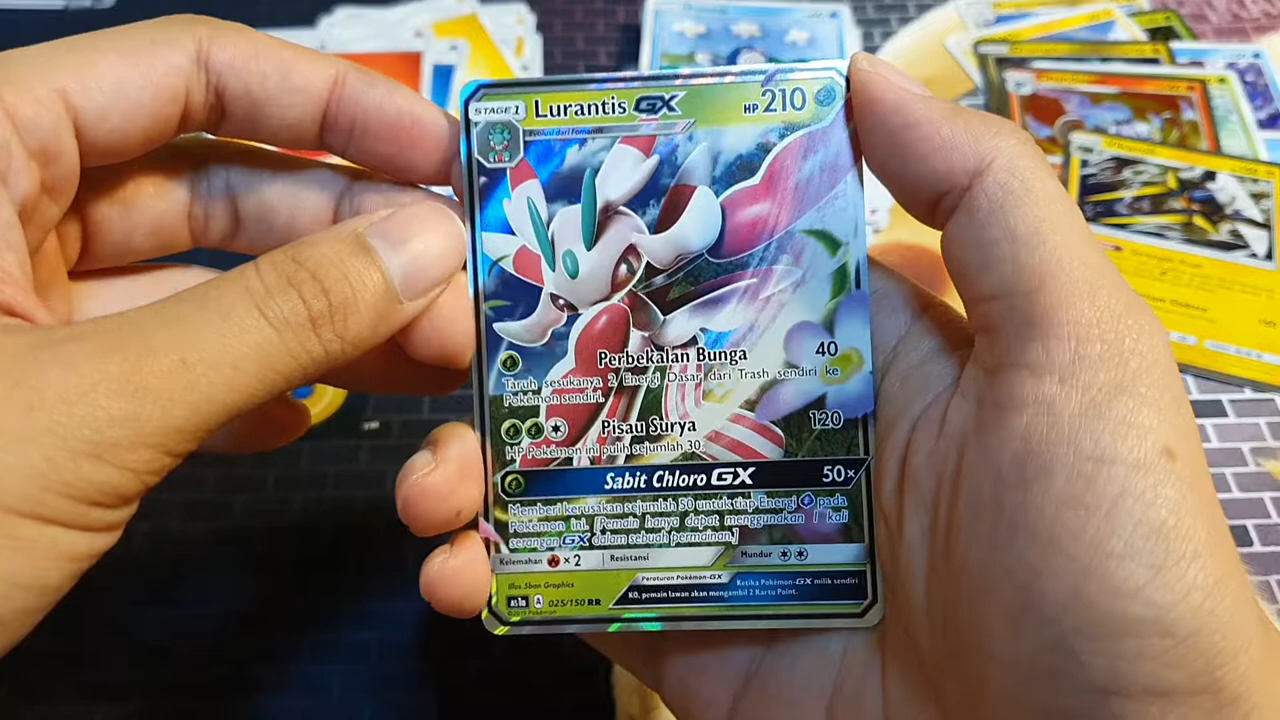 STAGE 1 Lurantis GX HP 210
Evolusi dari Fomantis
Perbekalan Bunga 40
Taruh sesukanya 2 Energi Dasar dari Trash sendiri ke
Pokémon sendiri.
Pisau Surya 120
HP Pokémon ini pulih sejumlah 30.
Sabit Chloro GX 50×
Memberi kerusakan sejumlah 50 untuk tiap Energi pada
Pokémon ini. [Pemain hanya dapat menggunakan 1 kali
serangan GX dalam sebuah permainan.]
Kelemahan ×2 Resistansi Mundur
Illus. 5ban Graphics
Peraturan Pokémon-GX Ketika Pokémon-GX milik sendiri
KO, pemain lawan akan mengambil 2 Kartu Point.
AS1a A 025/150 RR
©2019 Pokémon